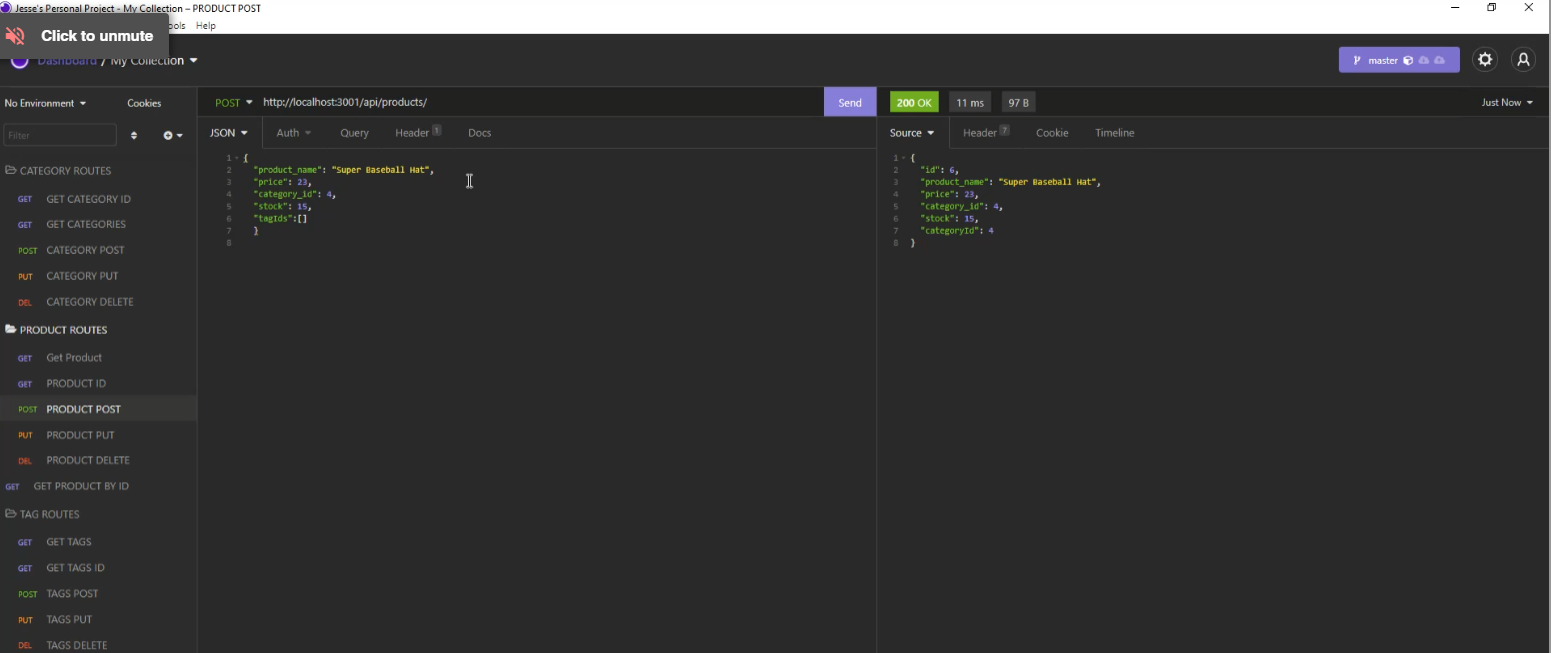 Jesse's Personal Project - My Collection – PRODUCT POST
ools Help
Click to unmute
Dashboard / My Collection
master
No Environment
Cookies
POST http://localhost:3001/api/products/
Send
200 OK
11 ms
97 B
Just Now
Filter
JSON Auth Query Header 1 Docs
Source Header 7 Cookie Timeline
CATEGORY ROUTES
GET GET CATEGORY ID
GET GET CATEGORIES
POST CATEGORY POST
PUT CATEGORY PUT
DEL CATEGORY DELETE
PRODUCT ROUTES
GET Get Product
GET PRODUCT ID
POST PRODUCT POST
PUT PRODUCT PUT
DEL PRODUCT DELETE
GET GET PRODUCT BY ID
TAG ROUTES
GET GET TAGS
GET GET TAGS ID
POST TAGS POST
PUT TAGS PUT
DEL TAGS DELETE
1 {
2 "product_name": "Super Baseball Hat",
3 "price": 23,
4 "category_id": 4,
5 "stock": 15,
6 "tagIds":[]
7 }
8
1 {
2 "id": 6,
3 "product_name": "Super Baseball Hat",
4 "price": 23,
5 "category_id": 4,
6 "stock": 15,
7 "categoryId": 4
8 }